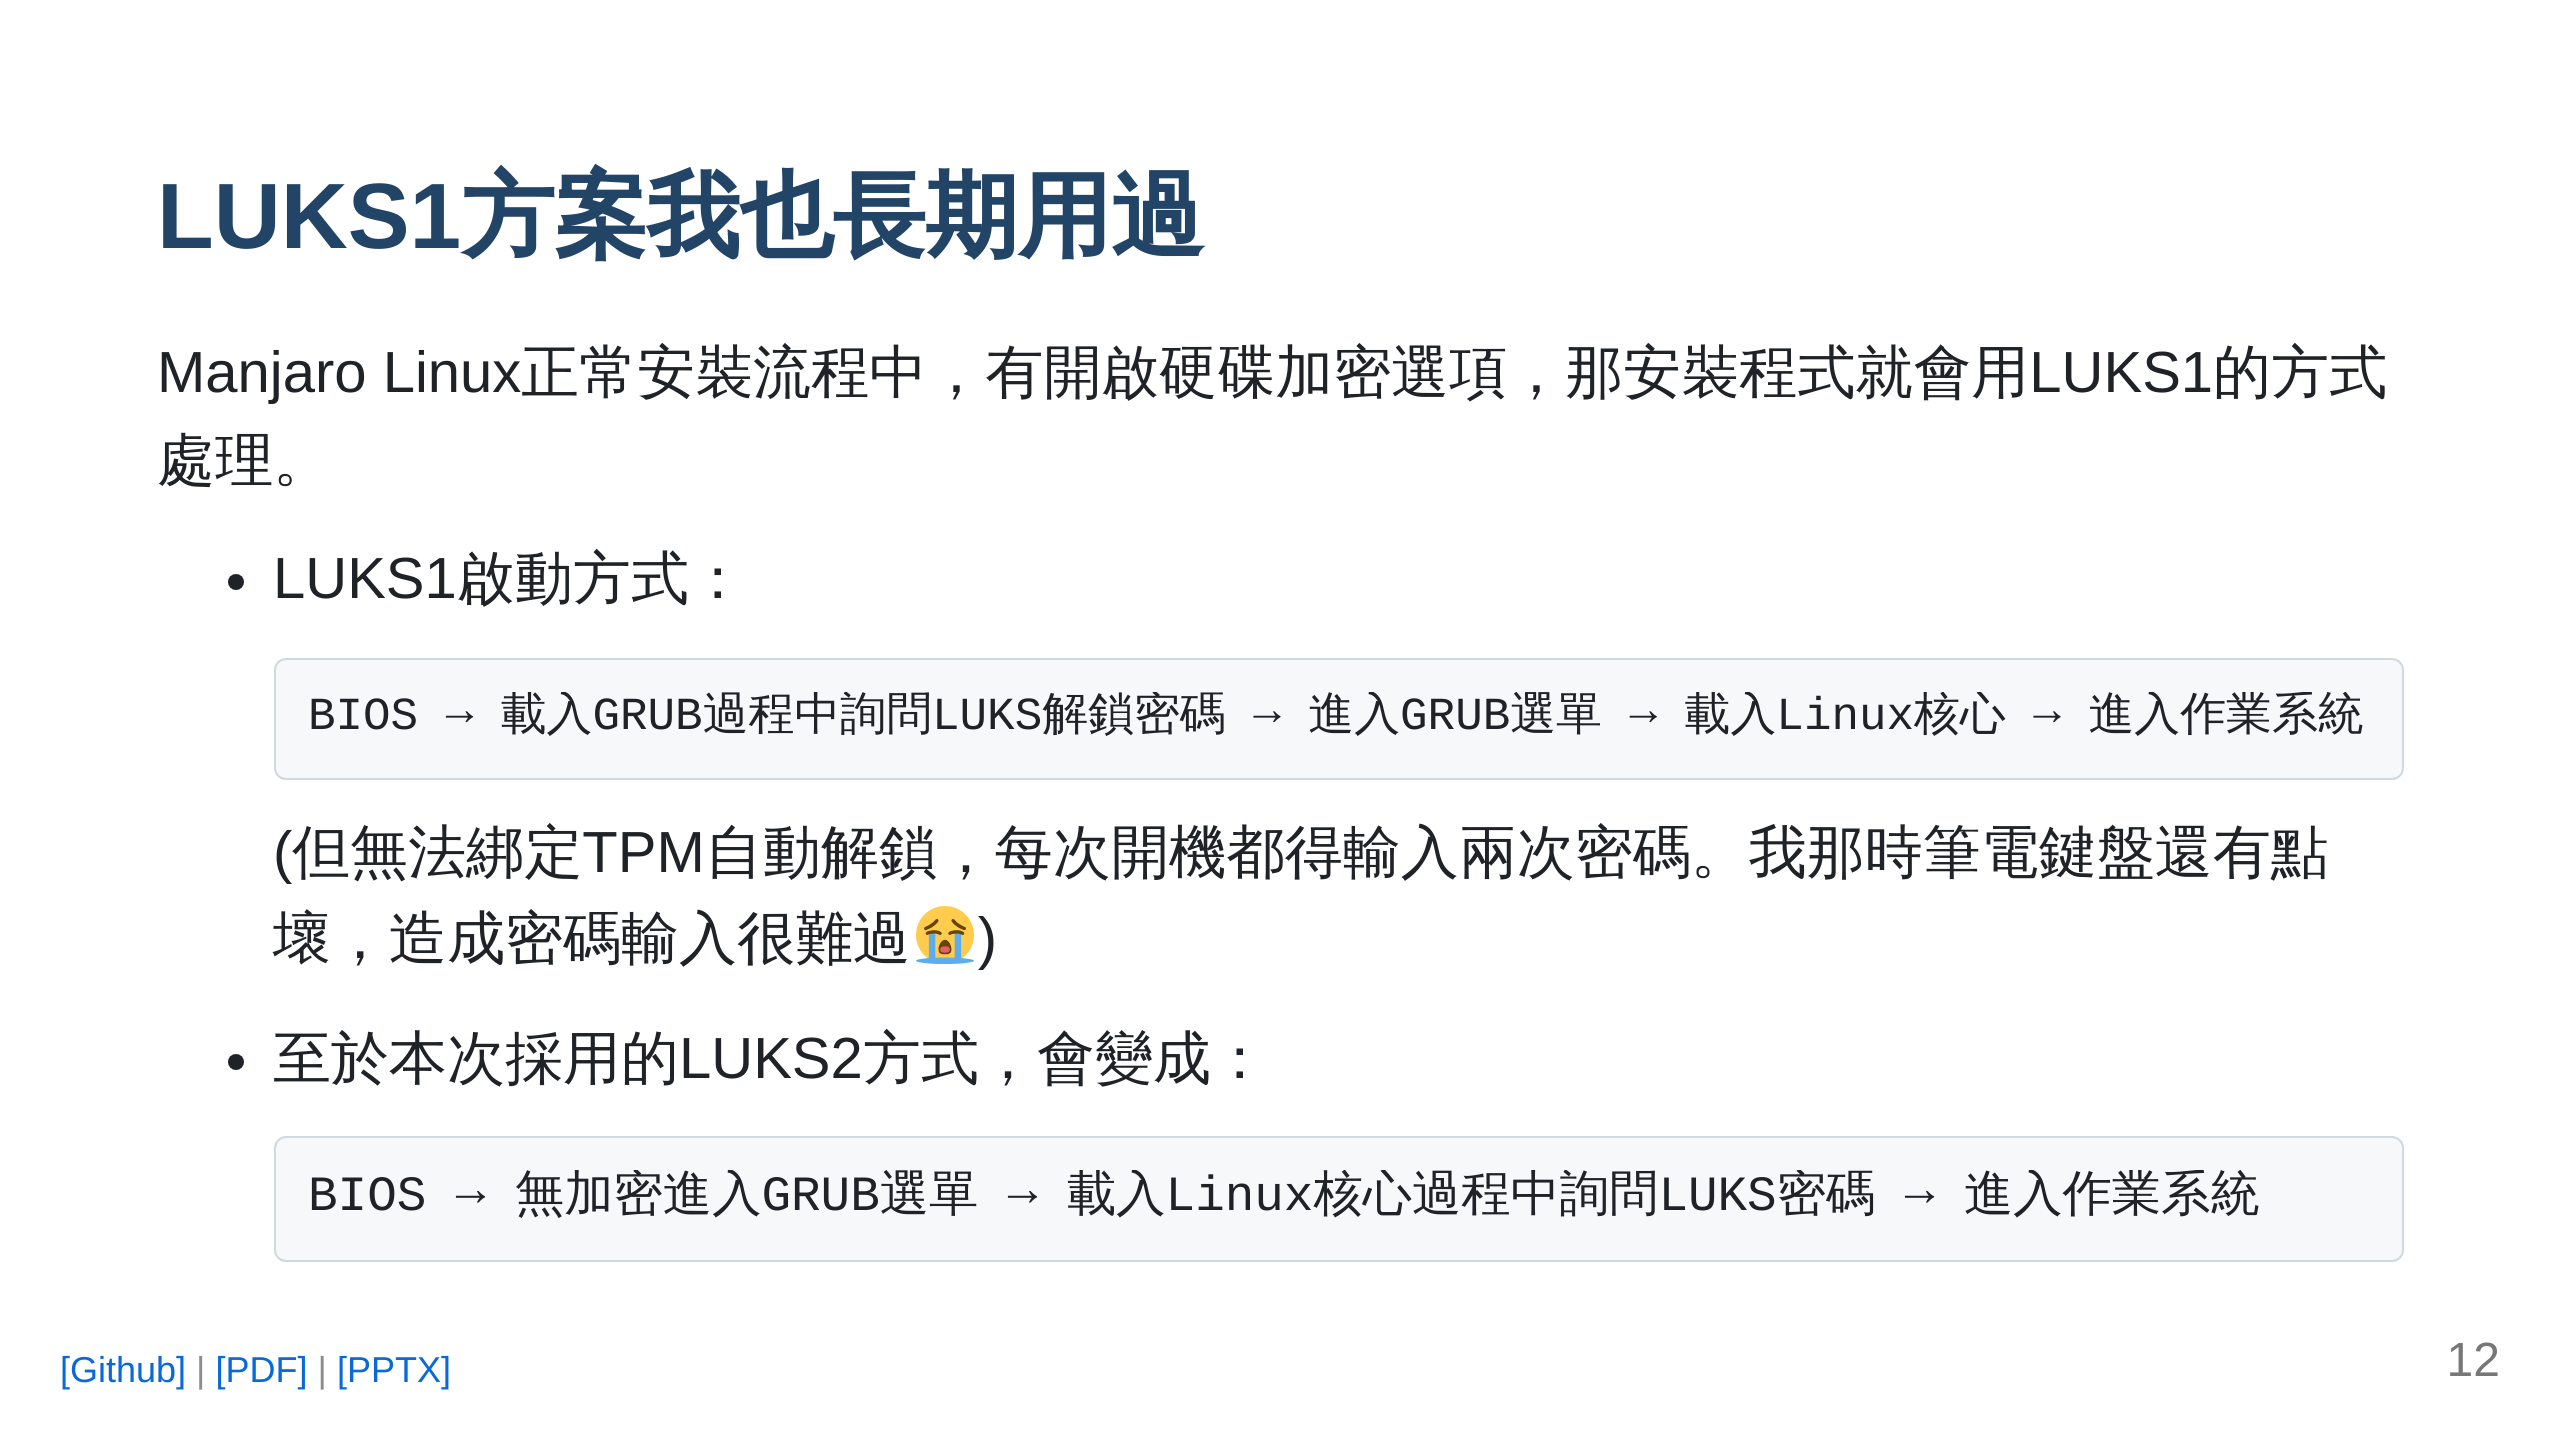 LUKS1方案我也長期用過
Manjaro Linux正常安裝流程中，有開啟硬碟加密選項，那安裝程式就會用LUKS1的方式
處理。
• LUKS1啟動方式：
BIOS → 載入GRUB過程中詢問LUKS解鎖密碼 → 進入GRUB選單 → 載入Linux核心 → 進入作業系統
(但無法綁定TPM自動解鎖，每次開機都得輸入兩次密碼。我那時筆電鍵盤還有點
壞，造成密碼輸入很難過😭)
• 至於本次採用的LUKS2方式，會變成：
BIOS → 無加密進入GRUB選單 → 載入Linux核心過程中詢問LUKS密碼 → 進入作業系統
[Github] | [PDF] | [PPTX]
12